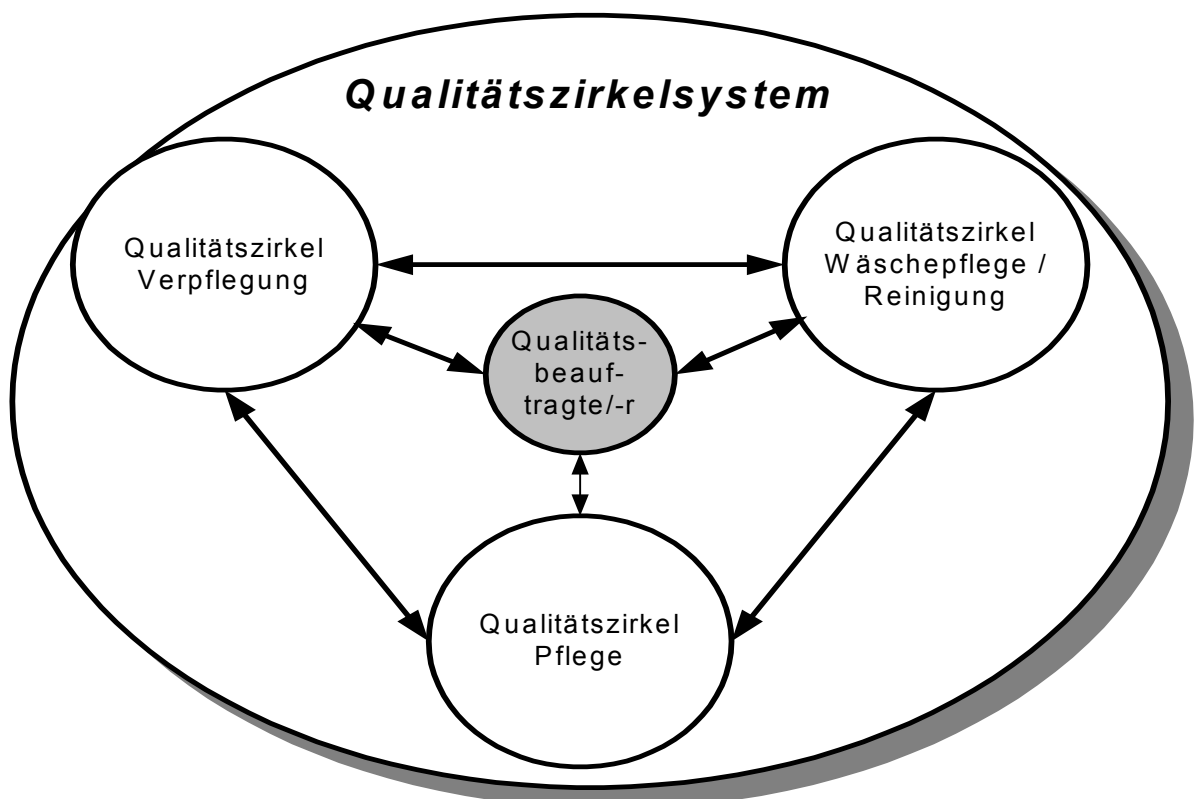 Qualitätszirkelsystem
Qualitätszirkel
Verpflegung
Qualitätszirkel
Wäschepflege /
Reinigung
Qualitäts-
beauf-
tragte/-r
Qualitätszirkel
Pflege